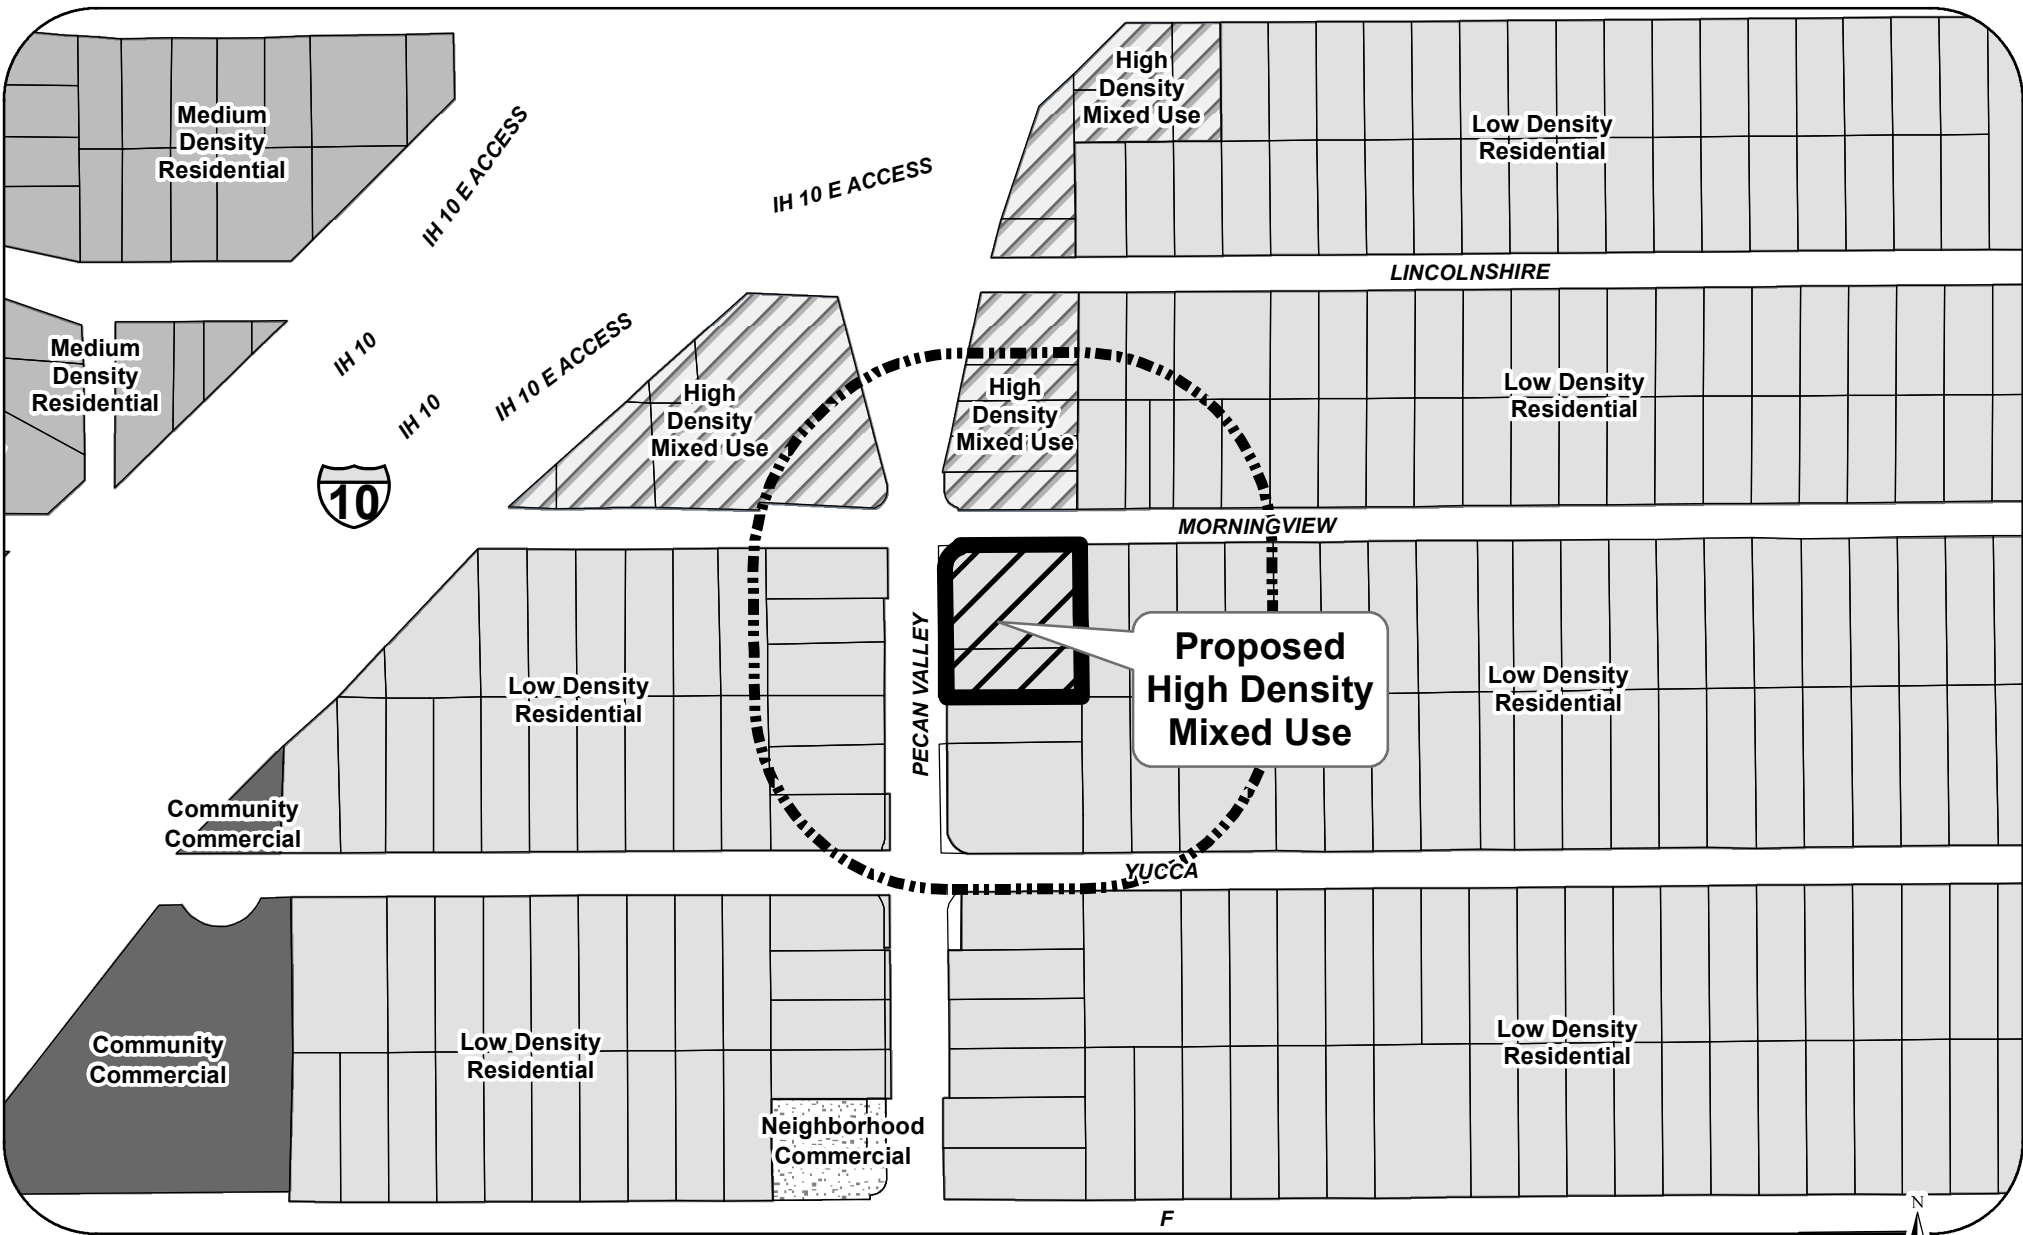 High
Density
Mixed Use
Medium
Density
Residential
Low Density
Residential
IH 10 E ACCESS
IH 10 E ACCESS
LINCOLNSHIRE
Medium
Density
Residential
IH 10
IH 10 E ACCESS
IH 10
High
Density
Mixed Use
High
Density
Mixed Use
Low Density
Residential
10
MORNINGVIEW
PECAN VALLEY
Proposed
High Density
Mixed Use
Low Density
Residential
Low Density
Residential
Community
Commercial
YUCCA
Community
Commercial
Low Density
Residential
Low Density
Residential
Neighborhood
Commercial
F
N